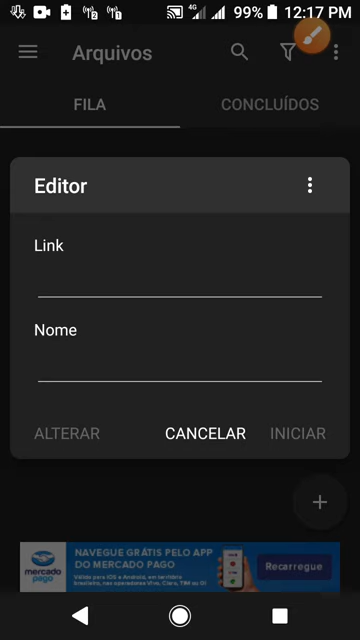 4G 99% 12:17 PM
Arquivos
FILA CONCLUÍDOS
Editor
Link
Nome
ALTERAR CANCELAR INICIAR
mercado pago
NAVEGUE GRÁTIS PELO APP
DO MERCADO PAGO
Válido para iOS e Android, em território
brasileiro, nas operadoras Vivo, Claro, TIM ou Oi
Recarregue